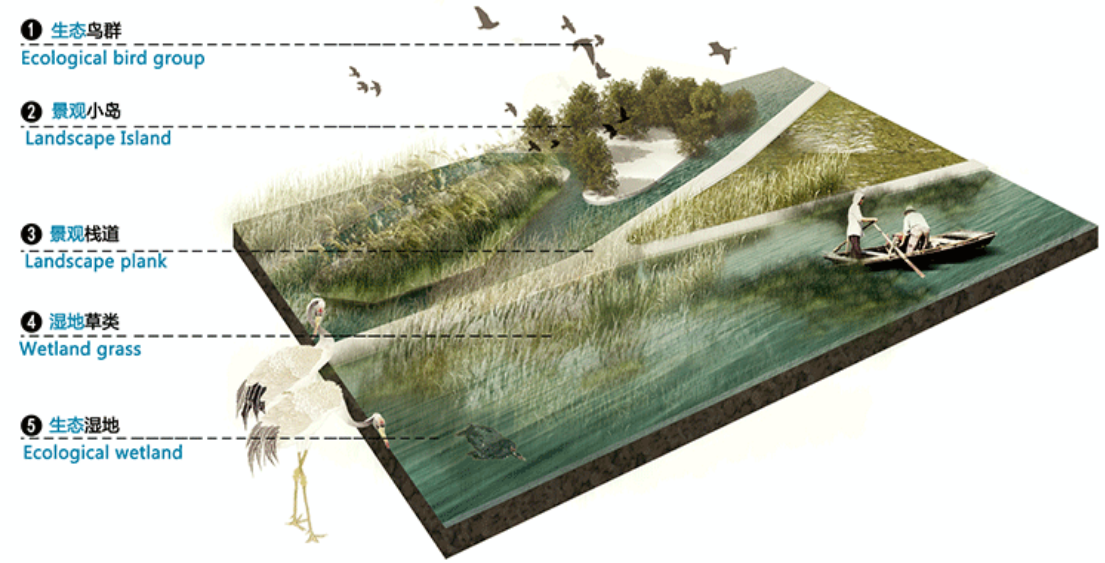 ❶ 生态鸟群
Ecological bird group
❷ 景观小岛
Landscape Island
❸ 景观栈道
Landscape plank
❹ 湿地草类
Wetland grass
❺ 生态湿地
Ecological wetland